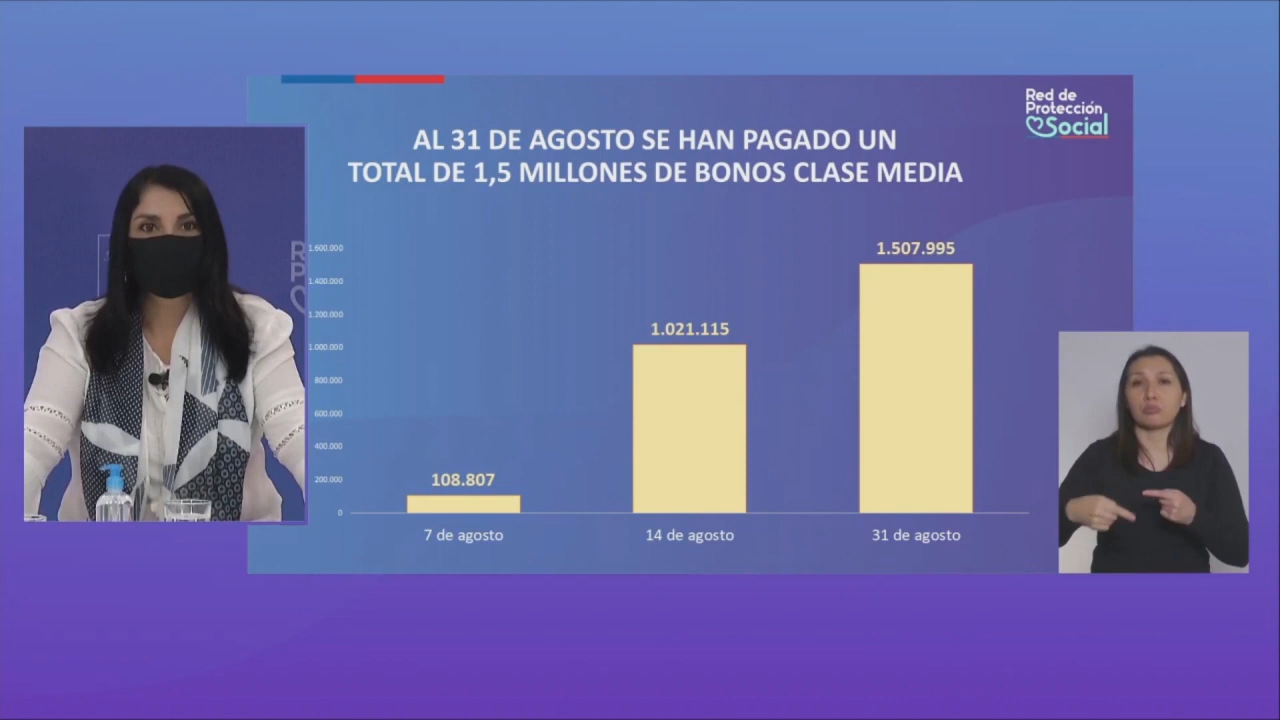 Red de
Protección
Social
AL 31 DE AGOSTO SE HAN PAGADO UN
TOTAL DE 1,5 MILLONES DE BONOS CLASE MEDIA
R
P
1.600.000
1.400.000
1.200.000
1.000.000
800.000
600.000
400.000
200.000
0
108.807
1.021.115
1.507.995
7 de agosto
14 de agosto
31 de agosto